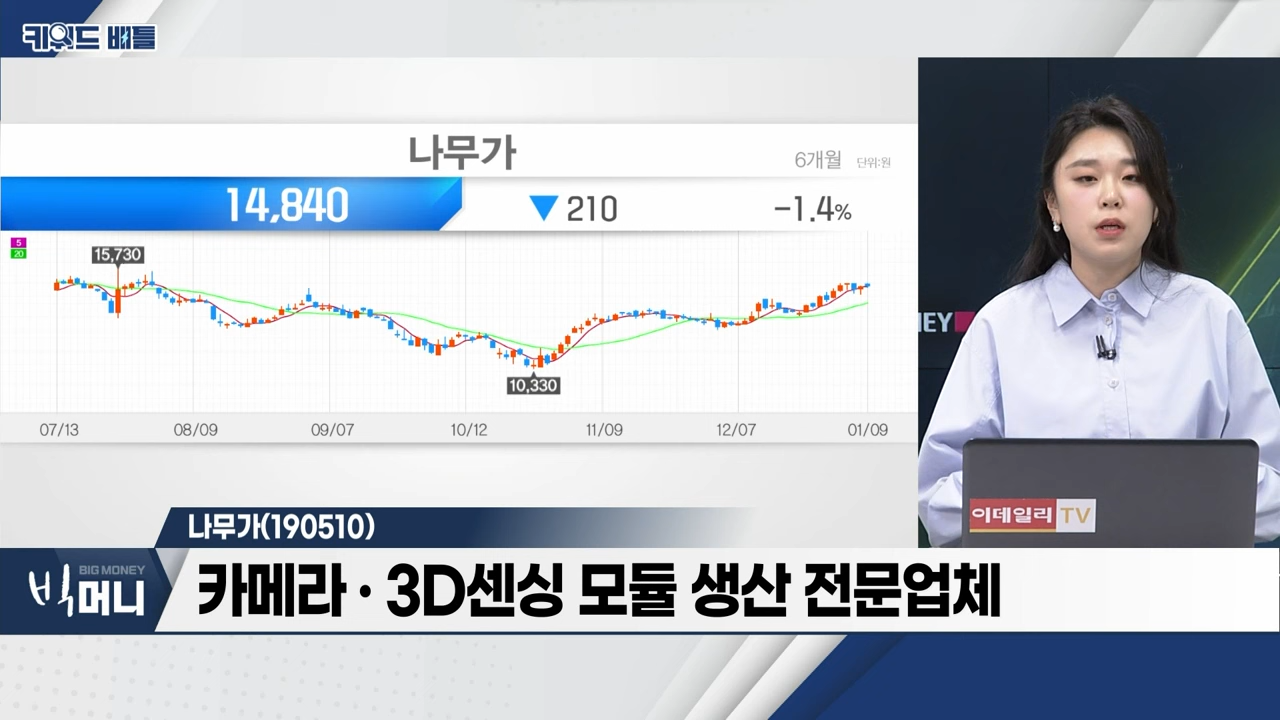 키워드 배틀
나무가
6개월 단위:원
14,840 ▼ 210 -1.4%
5
20
15,730
10,330
07/13 08/09 09/07 10/12 11/09 12/07 01/09
NEY
이데일리 TV
나무가(190510)
빅머니 BIG MONEY
카메라·3D센싱 모듈 생산 전문업체